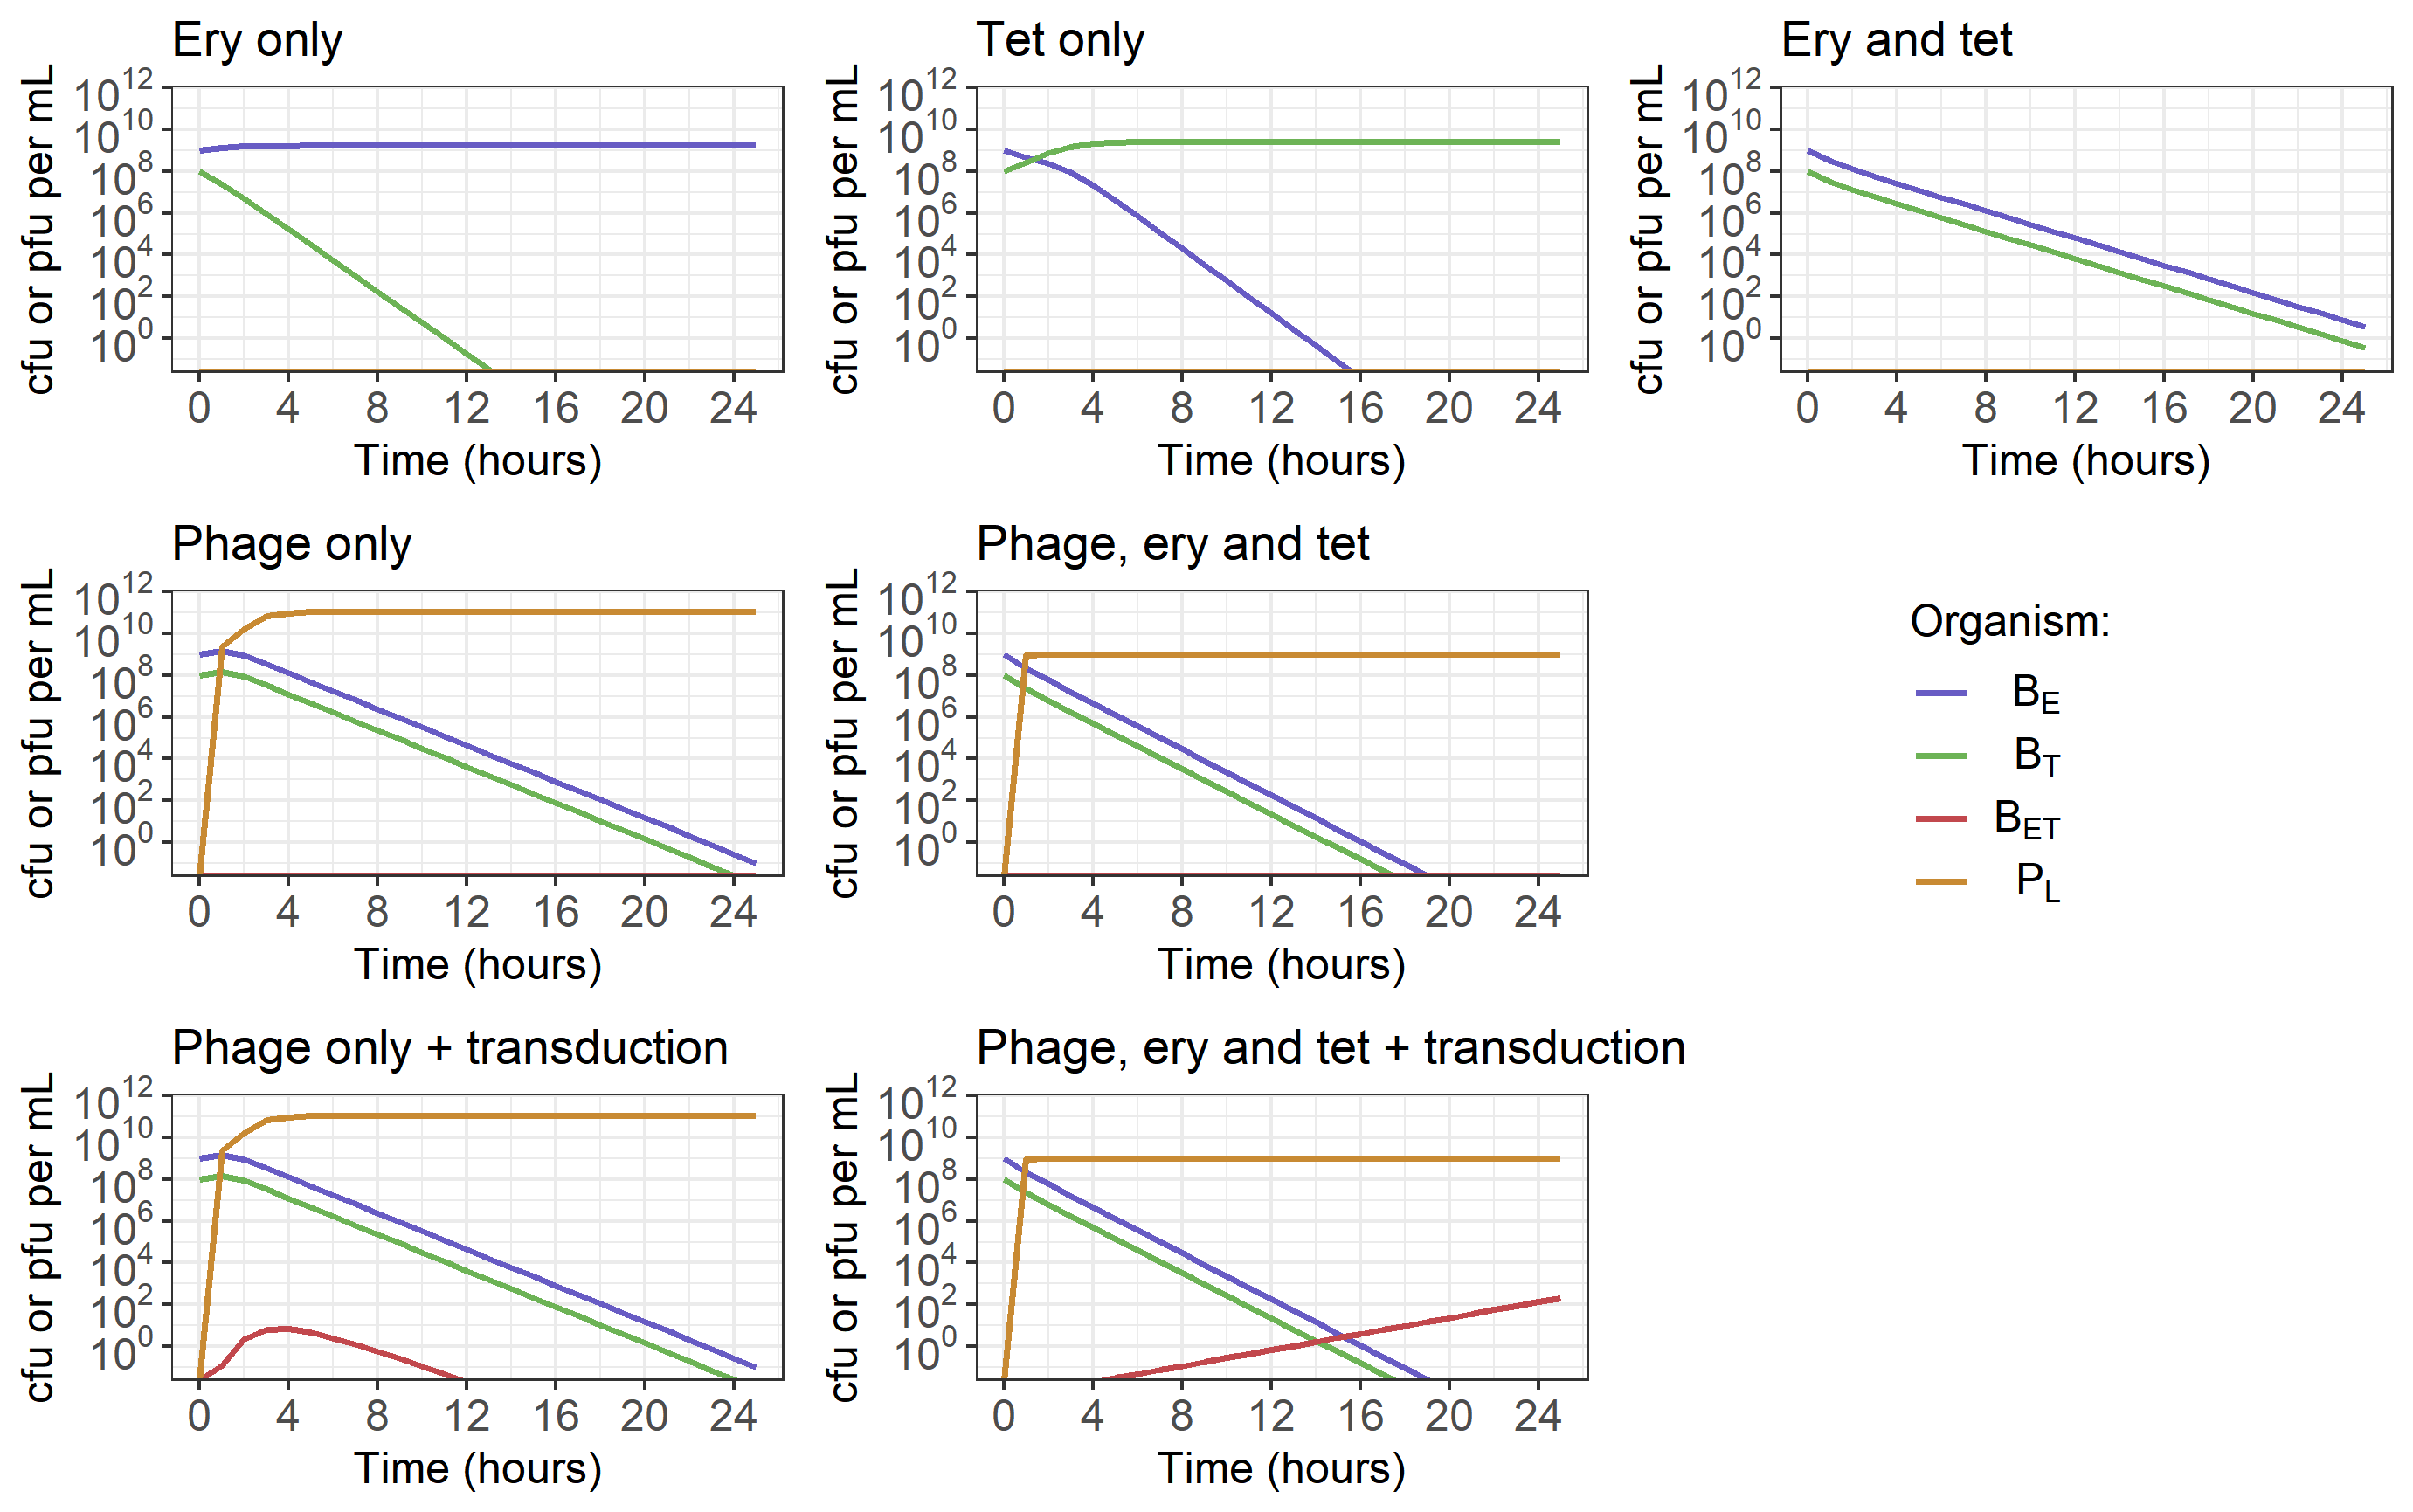 Ery only
cfu or pfu per mL
10^12
10^10
10^8
10^6
10^4
10^2
10^0
0 4 8 12 16 20 24
Time (hours)
Tet only
cfu or pfu per mL
10^12
10^10
10^8
10^6
10^4
10^2
10^0
0 4 8 12 16 20 24
Time (hours)
Ery and tet
cfu or pfu per mL
10^12
10^10
10^8
10^6
10^4
10^2
10^0
0 4 8 12 16 20 24
Time (hours)
Phage only
cfu or pfu per mL
10^12
10^10
10^8
10^6
10^4
10^2
10^0
0 4 8 12 16 20 24
Time (hours)
Phage, ery and tet
cfu or pfu per mL
10^12
10^10
10^8
10^6
10^4
10^2
10^0
0 4 8 12 16 20 24
Time (hours)
Organism:
B_E
B_T
B_ET
P_L
Phage only + transduction
cfu or pfu per mL
10^12
10^10
10^8
10^6
10^4
10^2
10^0
0 4 8 12 16 20 24
Time (hours)
Phage, ery and tet + transduction
cfu or pfu per mL
10^12
10^10
10^8
10^6
10^4
10^2
10^0
0 4 8 12 16 20 24
Time (hours)